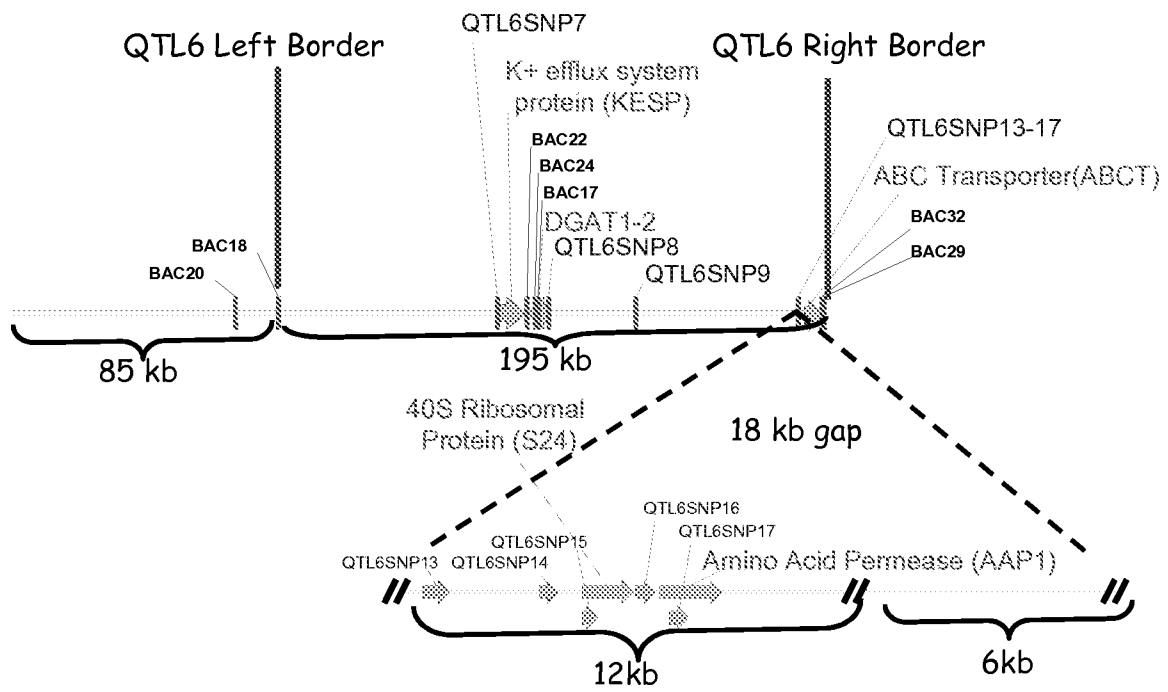 QTL6SNP7
QTL6 Left Border
QTL6 Right Border
K+ efflux system
protein (KESP)
QTL6SNP13-17
BAC22
BAC24
BAC17
ABC Transporter(ABCT)
DGAT1-2
BAC32
BAC18
QTL6SNP8
BAC29
BAC20
QTL6SNP9
85 kb
195 kb
40S Ribosomal
Protein (S24)
18 kb gap
QTL6SNP16
QTL6SNP17
QTL6SNP15
QTL6SNP13
QTL6SNP14
Amino Acid Permease (AAP1)
12kb
6kb